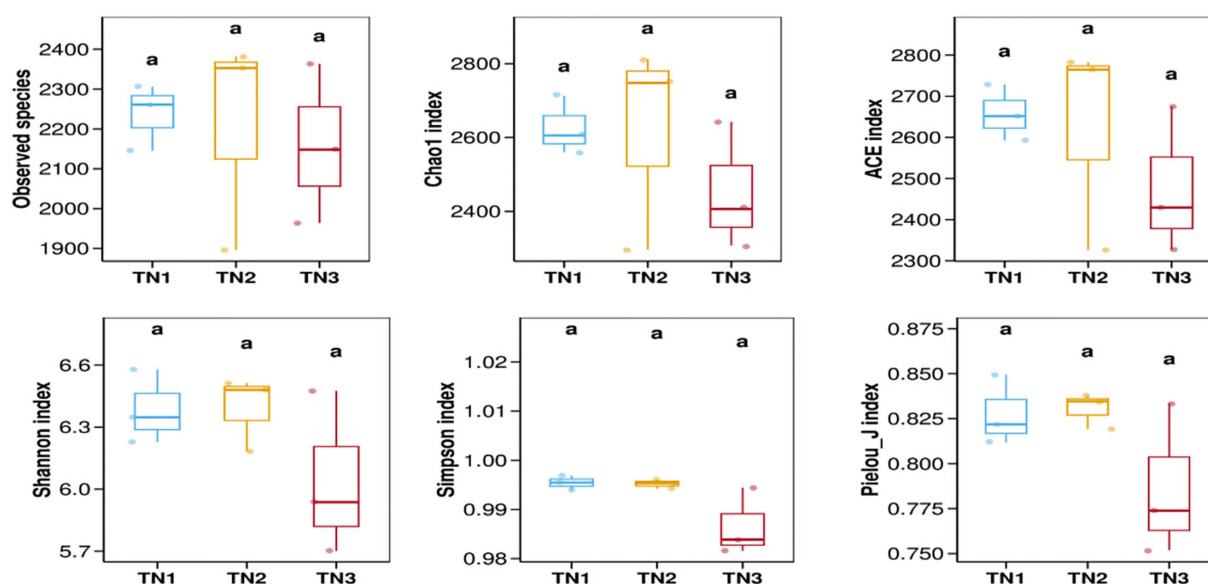 Observed species
2400
2300
2200
2100
2000
1900
a
a
a
TN1 TN2 TN3
Chao1 index
2800
2600
2400
a
a
a
TN1 TN2 TN3
ACE index
2800
2700
2600
2500
2400
2300
a
a
a
TN1 TN2 TN3
Shannon index
6.6
6.3
6.0
5.7
a
a
a
TN1 TN2 TN3
Simpson index
1.02
1.01
1.00
0.99
0.98
a
a
a
TN1 TN2 TN3
Pielou_J index
0.875
0.850
0.825
0.800
0.775
0.750
a
a
a
TN1 TN2 TN3